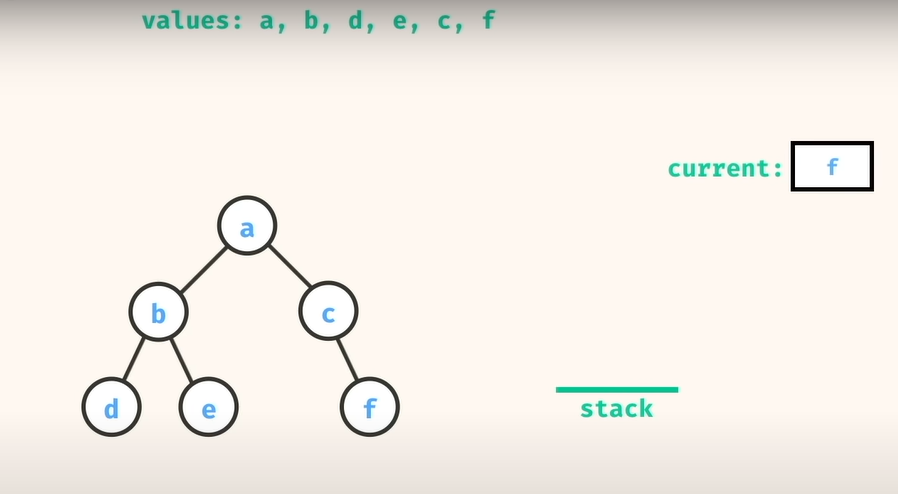 values: a, b, d, e, c, f
current: f
a
b c
d e f
stack